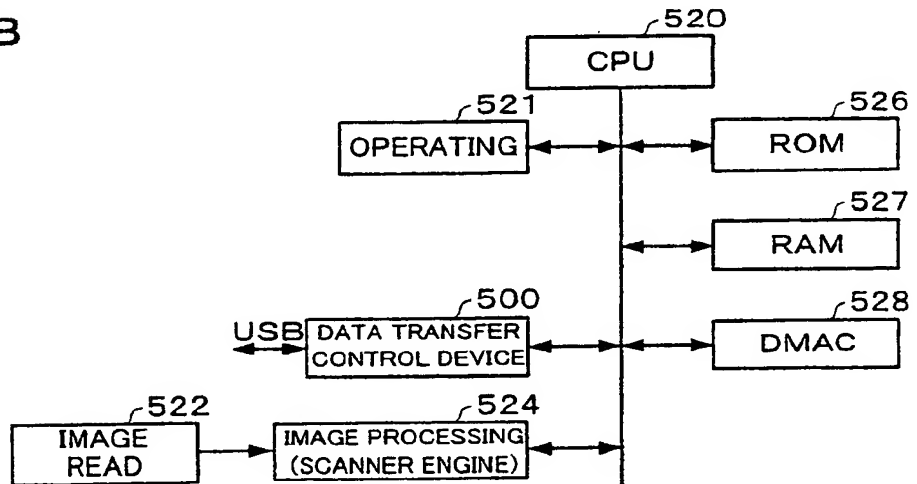 B
520
CPU
521
OPERATING
526
ROM
527
RAM
500
USB
DATA TRANSFER
CONTROL DEVICE
528
DMAC
522
IMAGE
READ
524
IMAGE PROCESSING
(SCANNER ENGINE)